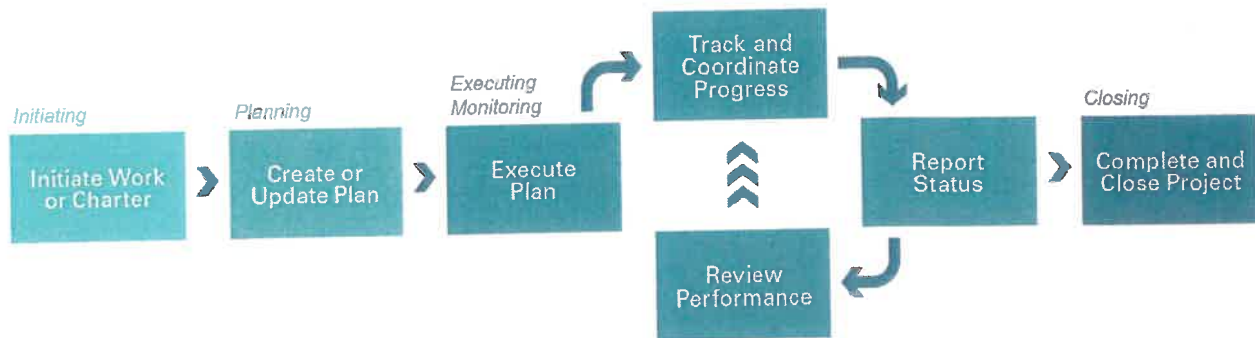 Initiating
Initiate Work
or Charter
Planning
Create or
Update Plan
Executing
Monitoring
Execute
Plan
Track and
Coordinate
Progress
Review
Performance
Report
Status
Closing
Complete and
Close Project